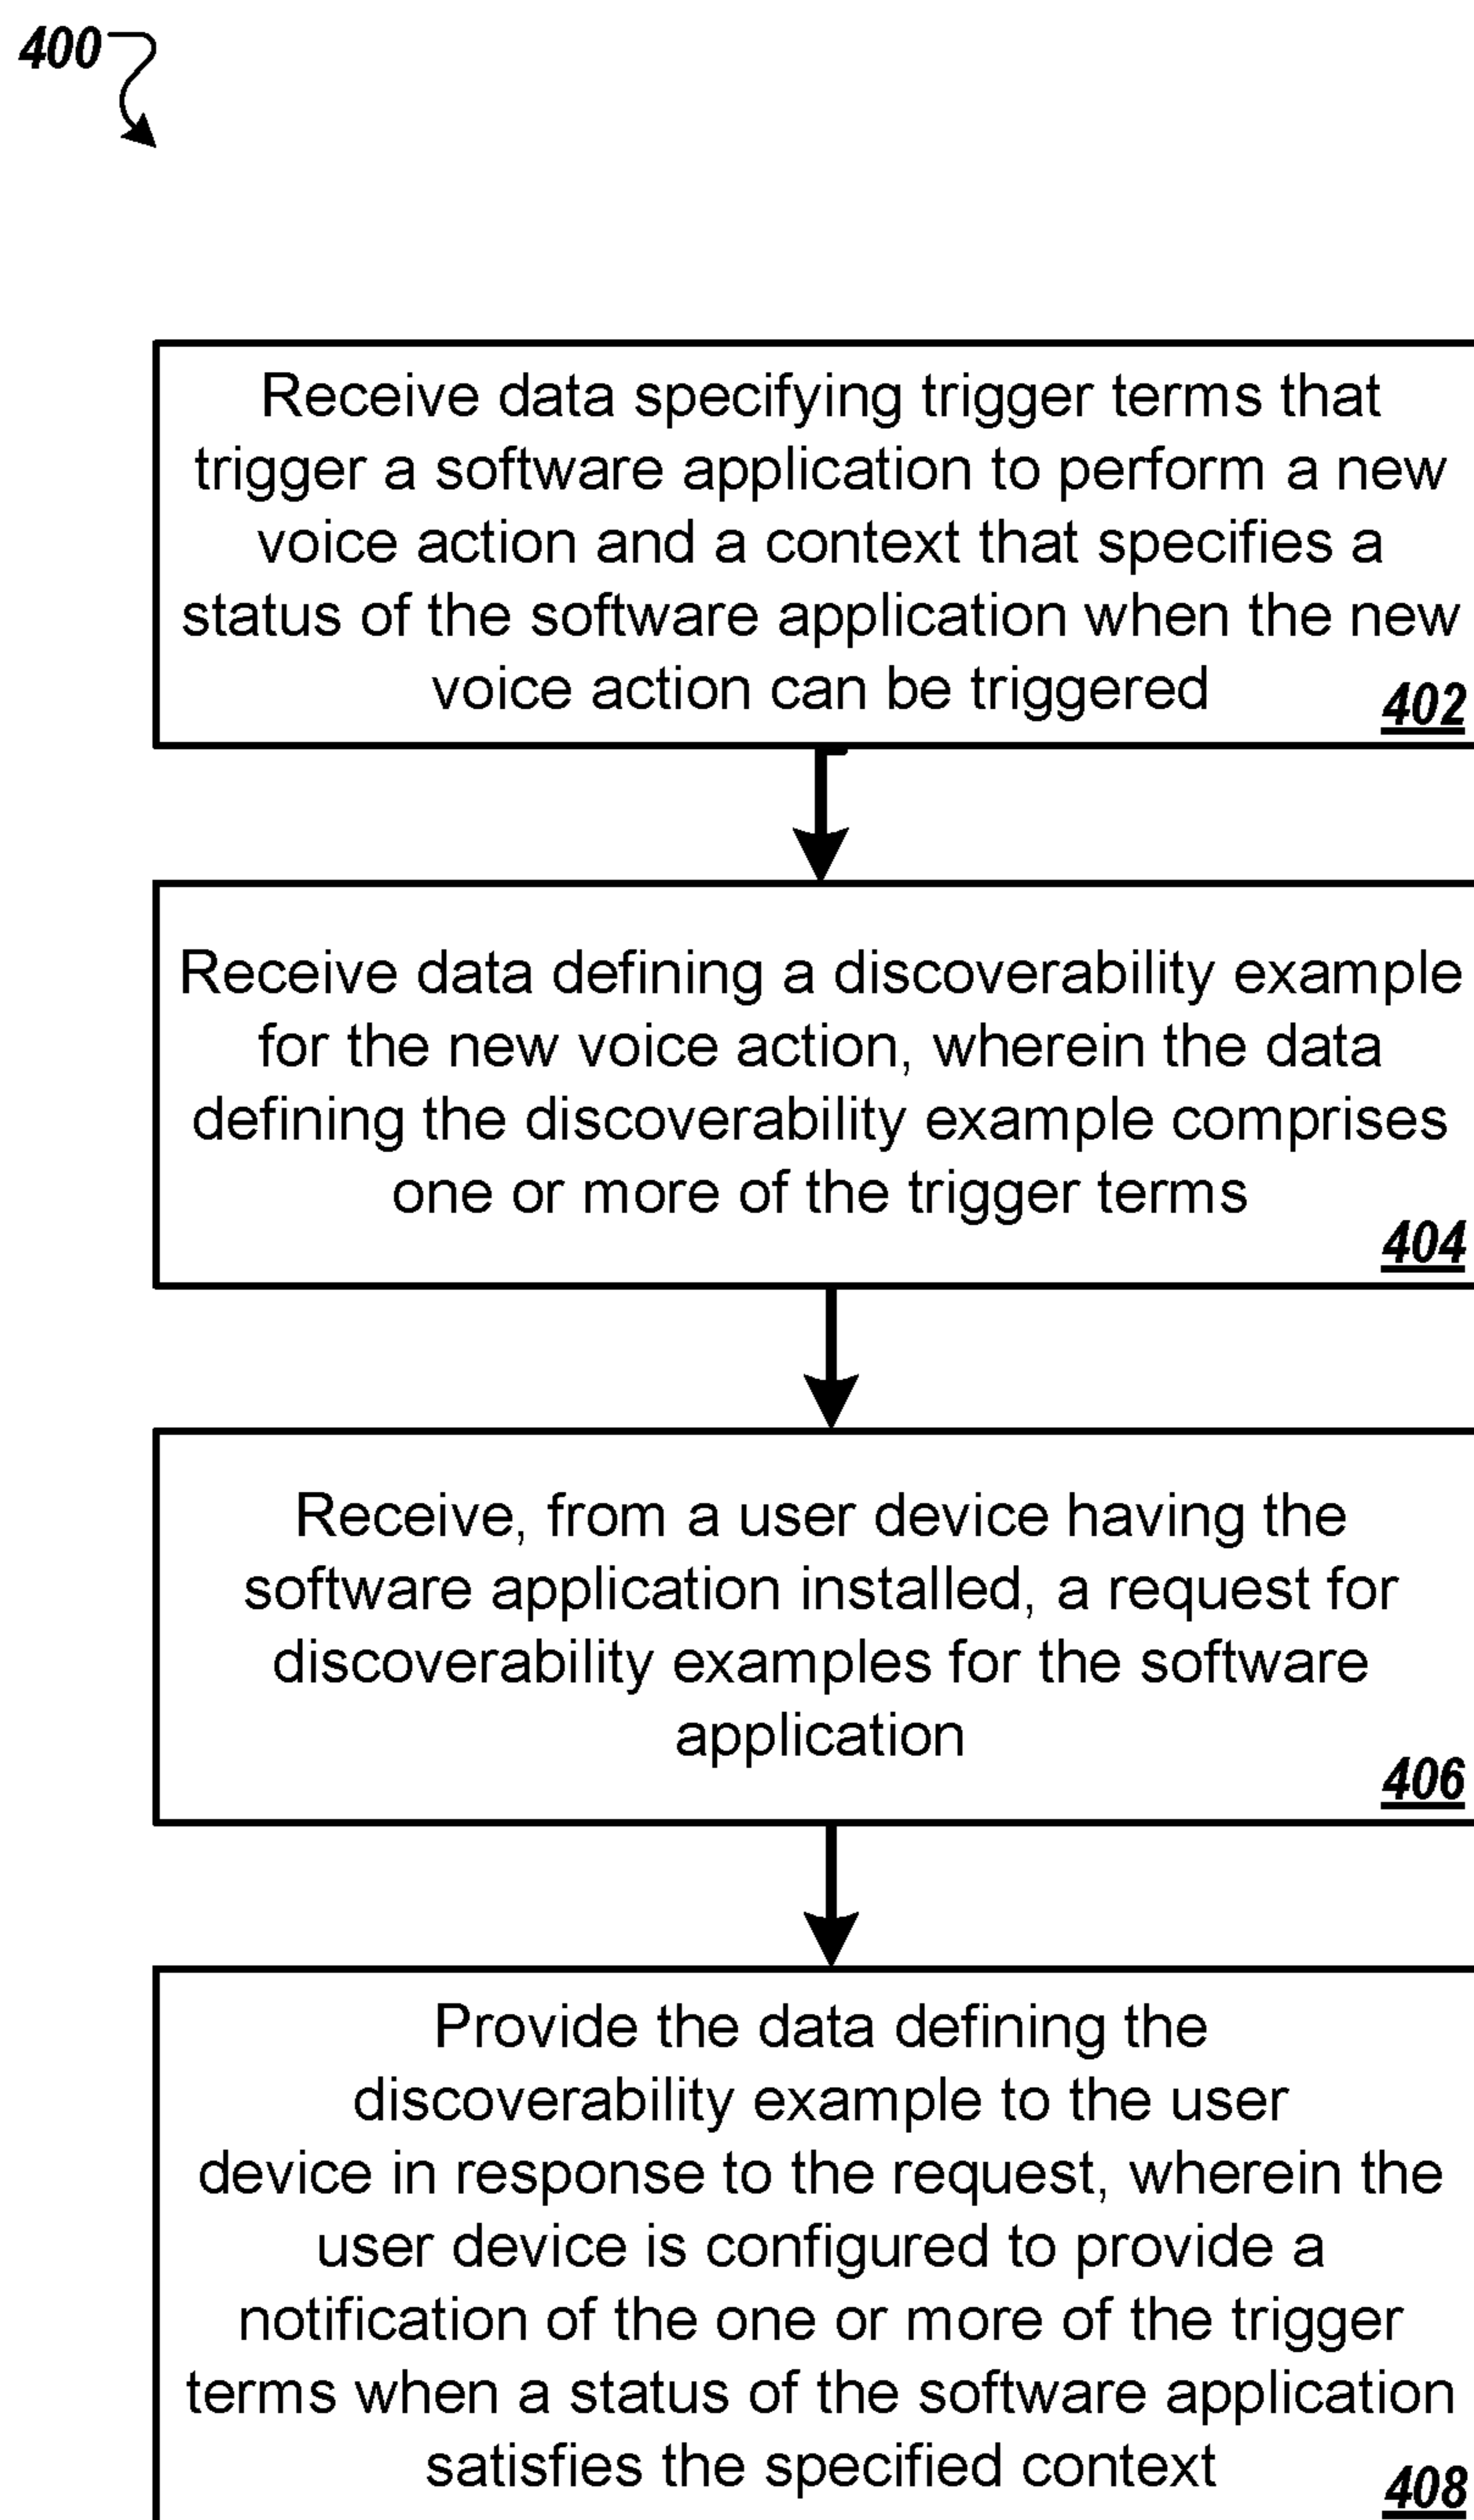 400
Receive data specifying trigger terms that
trigger a software application to perform a new
voice action and a context that specifies a
status of the software application when the new
voice action can be triggered
402
Receive data defining a discoverability example
for the new voice action, wherein the data
defining the discoverability example comprises
one or more of the trigger terms
404
Receive, from a user device having the
software application installed, a request for
discoverability examples for the software
application
406
Provide the data defining the
discoverability example to the user
device in response to the request, wherein the
user device is configured to provide a
notification of the one or more of the trigger
terms when a status of the software application
satisfies the specified context
408